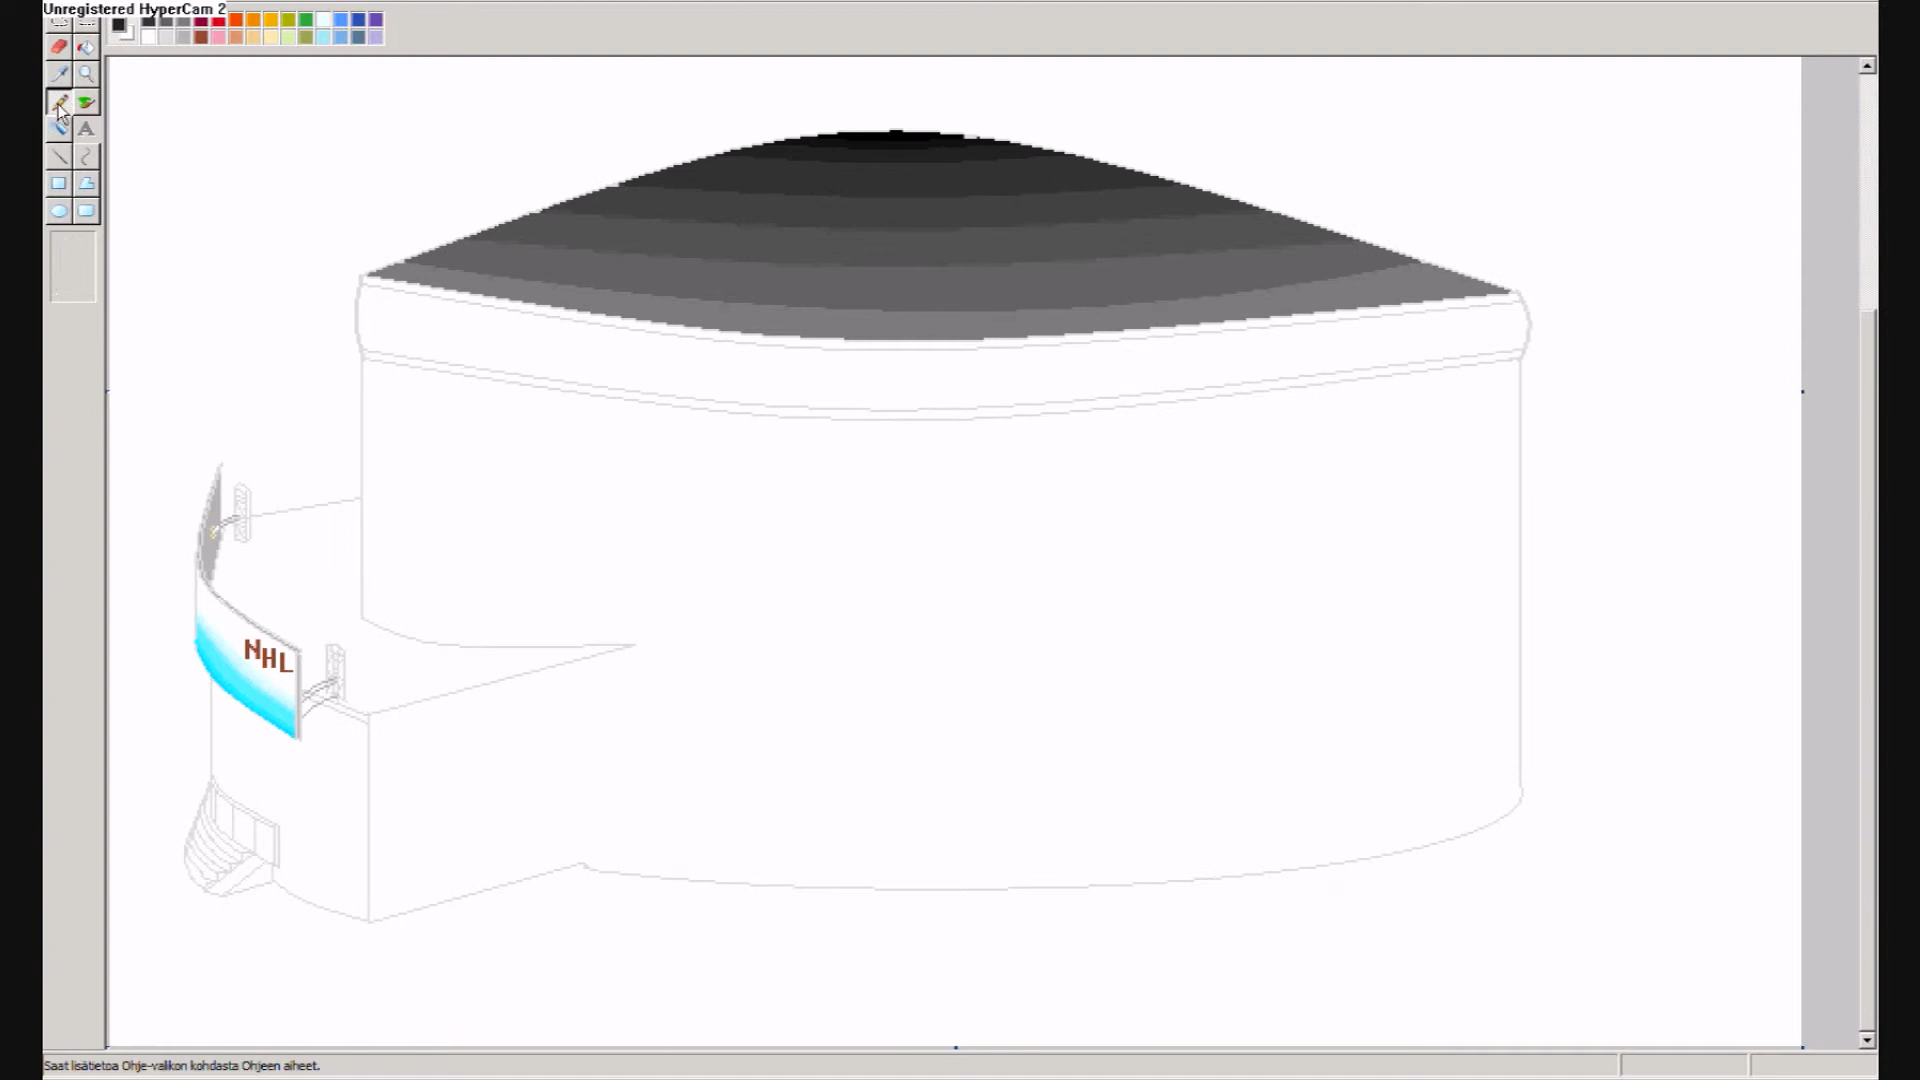 Unregistered HyperCam 2
A
NHL
Saat lisätietoa Ohje-valikon kohdasta Ohjeen aiheet.